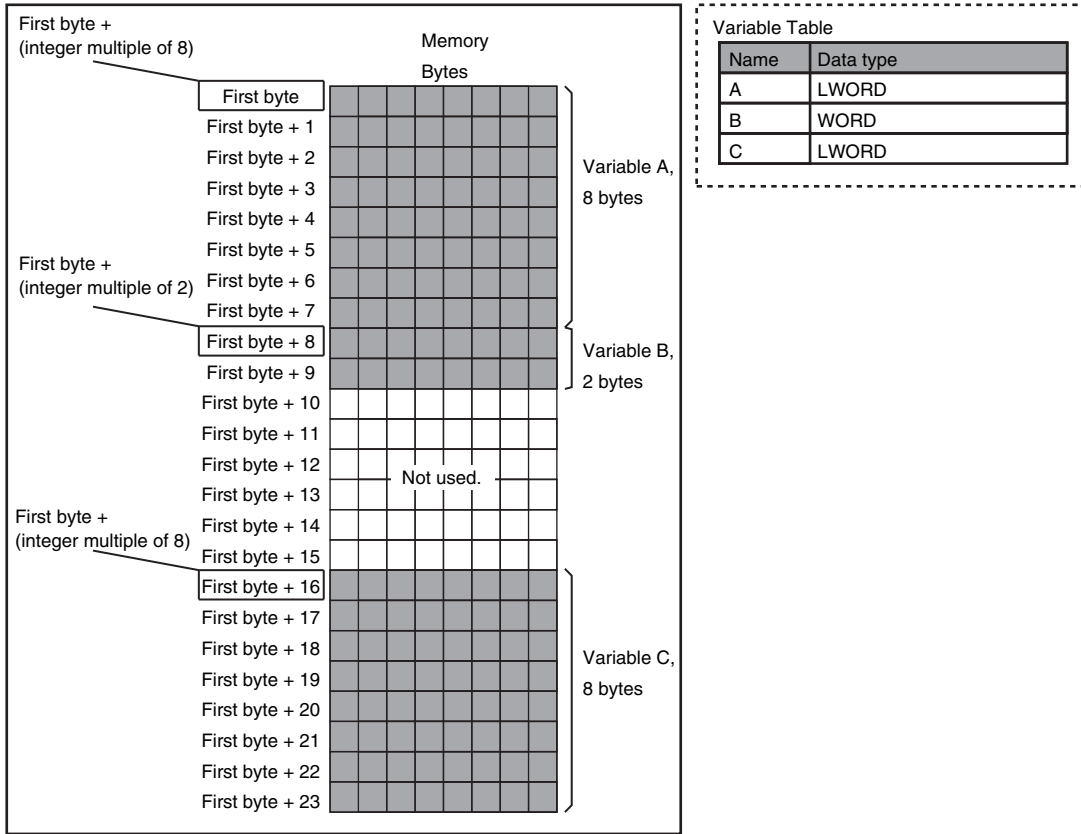 First byte +
(integer multiple of 8)
Memory
Bytes
First byte
First byte + 1
First byte + 2
First byte + 3
First byte + 4
First byte + 5
First byte + 6
First byte + 7
First byte + 8
First byte + 9
First byte + 10
First byte + 11
First byte + 12
First byte + 13
First byte + 14
First byte + 15
First byte + 16
First byte + 17
First byte + 18
First byte + 19
First byte + 20
First byte + 21
First byte + 22
First byte + 23
First byte +
(integer multiple of 2)
First byte +
(integer multiple of 8)
Variable A,
8 bytes
Variable B,
2 bytes
Not used.
Variable C,
8 bytes
Variable Table
Name Data type
A LWORD
B WORD
C LWORD